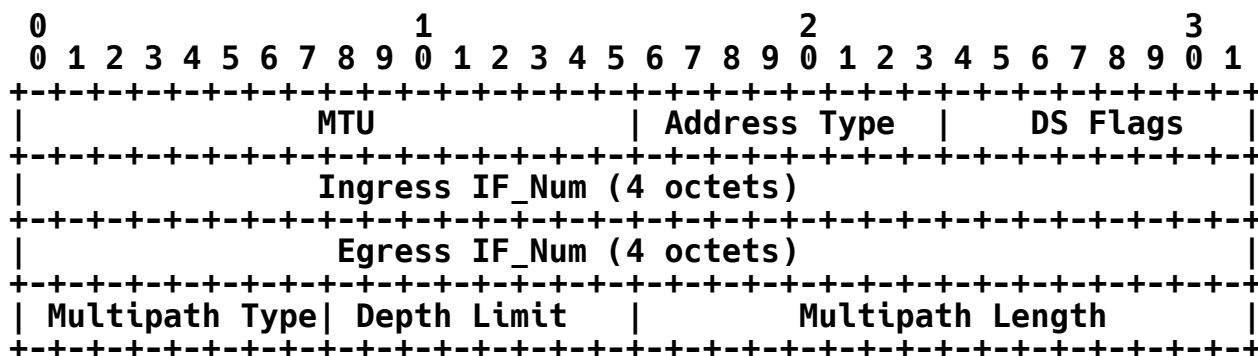 0                   1                   2                   3
 0 1 2 3 4 5 6 7 8 9 0 1 2 3 4 5 6 7 8 9 0 1 2 3 4 5 6 7 8 9 0 1
+-+-+-+-+-+-+-+-+-+-+-+-+-+-+-+-+-+-+-+-+-+-+-+-+-+-+-+-+-+-+-+-+
|               MTU             | Address Type  |    DS Flags   |
+-+-+-+-+-+-+-+-+-+-+-+-+-+-+-+-+-+-+-+-+-+-+-+-+-+-+-+-+-+-+-+-+
|               Ingress IF_Num (4 octets)                       |
+-+-+-+-+-+-+-+-+-+-+-+-+-+-+-+-+-+-+-+-+-+-+-+-+-+-+-+-+-+-+-+-+
|                Egress IF_Num (4 octets)                       |
+-+-+-+-+-+-+-+-+-+-+-+-+-+-+-+-+-+-+-+-+-+-+-+-+-+-+-+-+-+-+-+-+
| Multipath Type| Depth Limit   |        Multipath Length       |
+-+-+-+-+-+-+-+-+-+-+-+-+-+-+-+-+-+-+-+-+-+-+-+-+-+-+-+-+-+-+-+-+